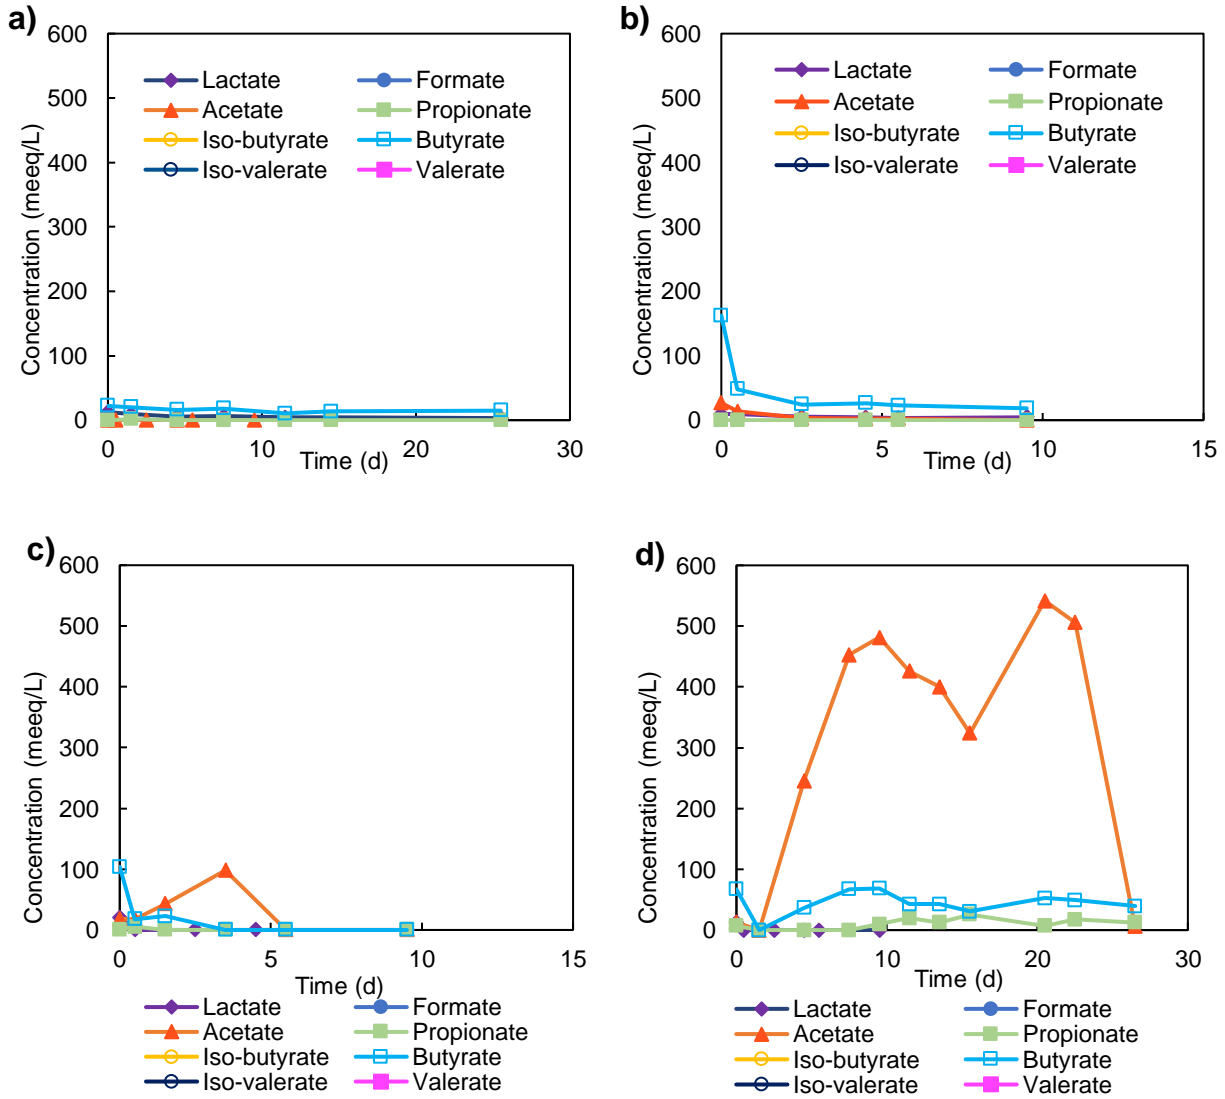 a)
600
500
400
300
200
100
0
Concentration (meeq/L)
Lactate
Formate
Acetate
Propionate
Iso-butyrate
Butyrate
Iso-valerate
Valerate
0
10
20
30
Time (d)
b)
600
500
400
300
200
100
0
Concentration (meeq/L)
Lactate
Formate
Acetate
Propionate
Iso-butyrate
Butyrate
Iso-valerate
Valerate
0
5
10
15
Time (d)
c)
600
500
400
300
200
100
0
Concentration (meeq/L)
0
5
10
15
Time (d)
Lactate
Formate
Acetate
Propionate
Iso-butyrate
Butyrate
Iso-valerate
Valerate
d)
600
500
400
300
200
100
0
Concentration (meeq/L)
0
10
20
30
Time (d)
Lactate
Formate
Acetate
Propionate
Iso-butyrate
Butyrate
Iso-valerate
Valerate